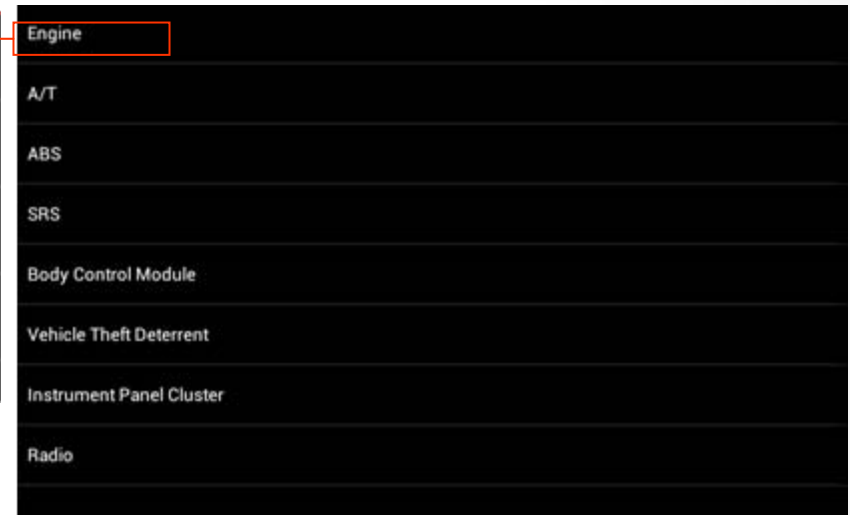 Engine
A/T
ABS
SRS
Body Control Module
Vehicle Theft Deterrent
Instrument Panel Cluster
Radio